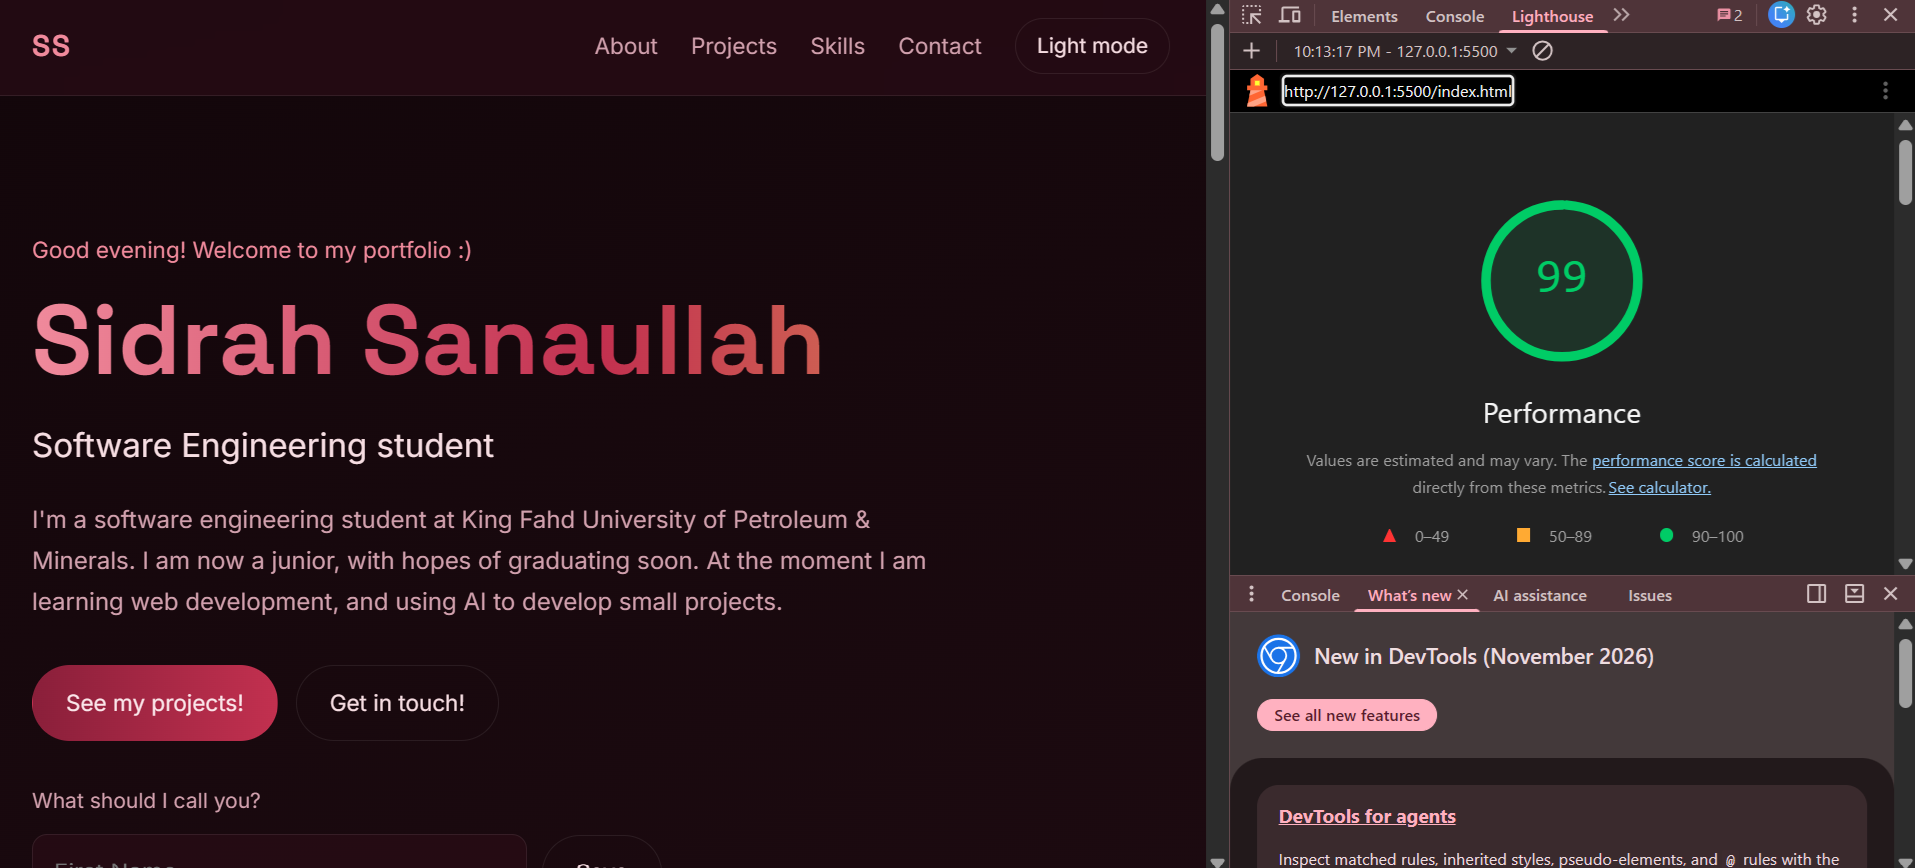 SS
About
Projects
Skills
Contact
Light mode
Good evening! Welcome to my portfolio :)
Sidrah Sanaullah
Software Engineering student
I'm a software engineering student at King Fahd University of Petroleum &
Minerals. I am now a junior, with hopes of graduating soon. At the moment I am
learning web development, and using AI to develop small projects.
See my projects!
Get in touch!
What should I call you?
First Name
Save
Elements
Console
Lighthouse
2
10:13:17 PM - 127.0.0.1:5500
http://127.0.0.1:5500/index.html
99
Performance
Values are estimated and may vary. The performance score is calculated
directly from these metrics. See calculator.
0–49
50–89
90–100
Console
What's new
AI assistance
Issues
New in DevTools (November 2026)
See all new features
DevTools for agents
Inspect matched rules, inherited styles, pseudo-elements, and @ rules with the